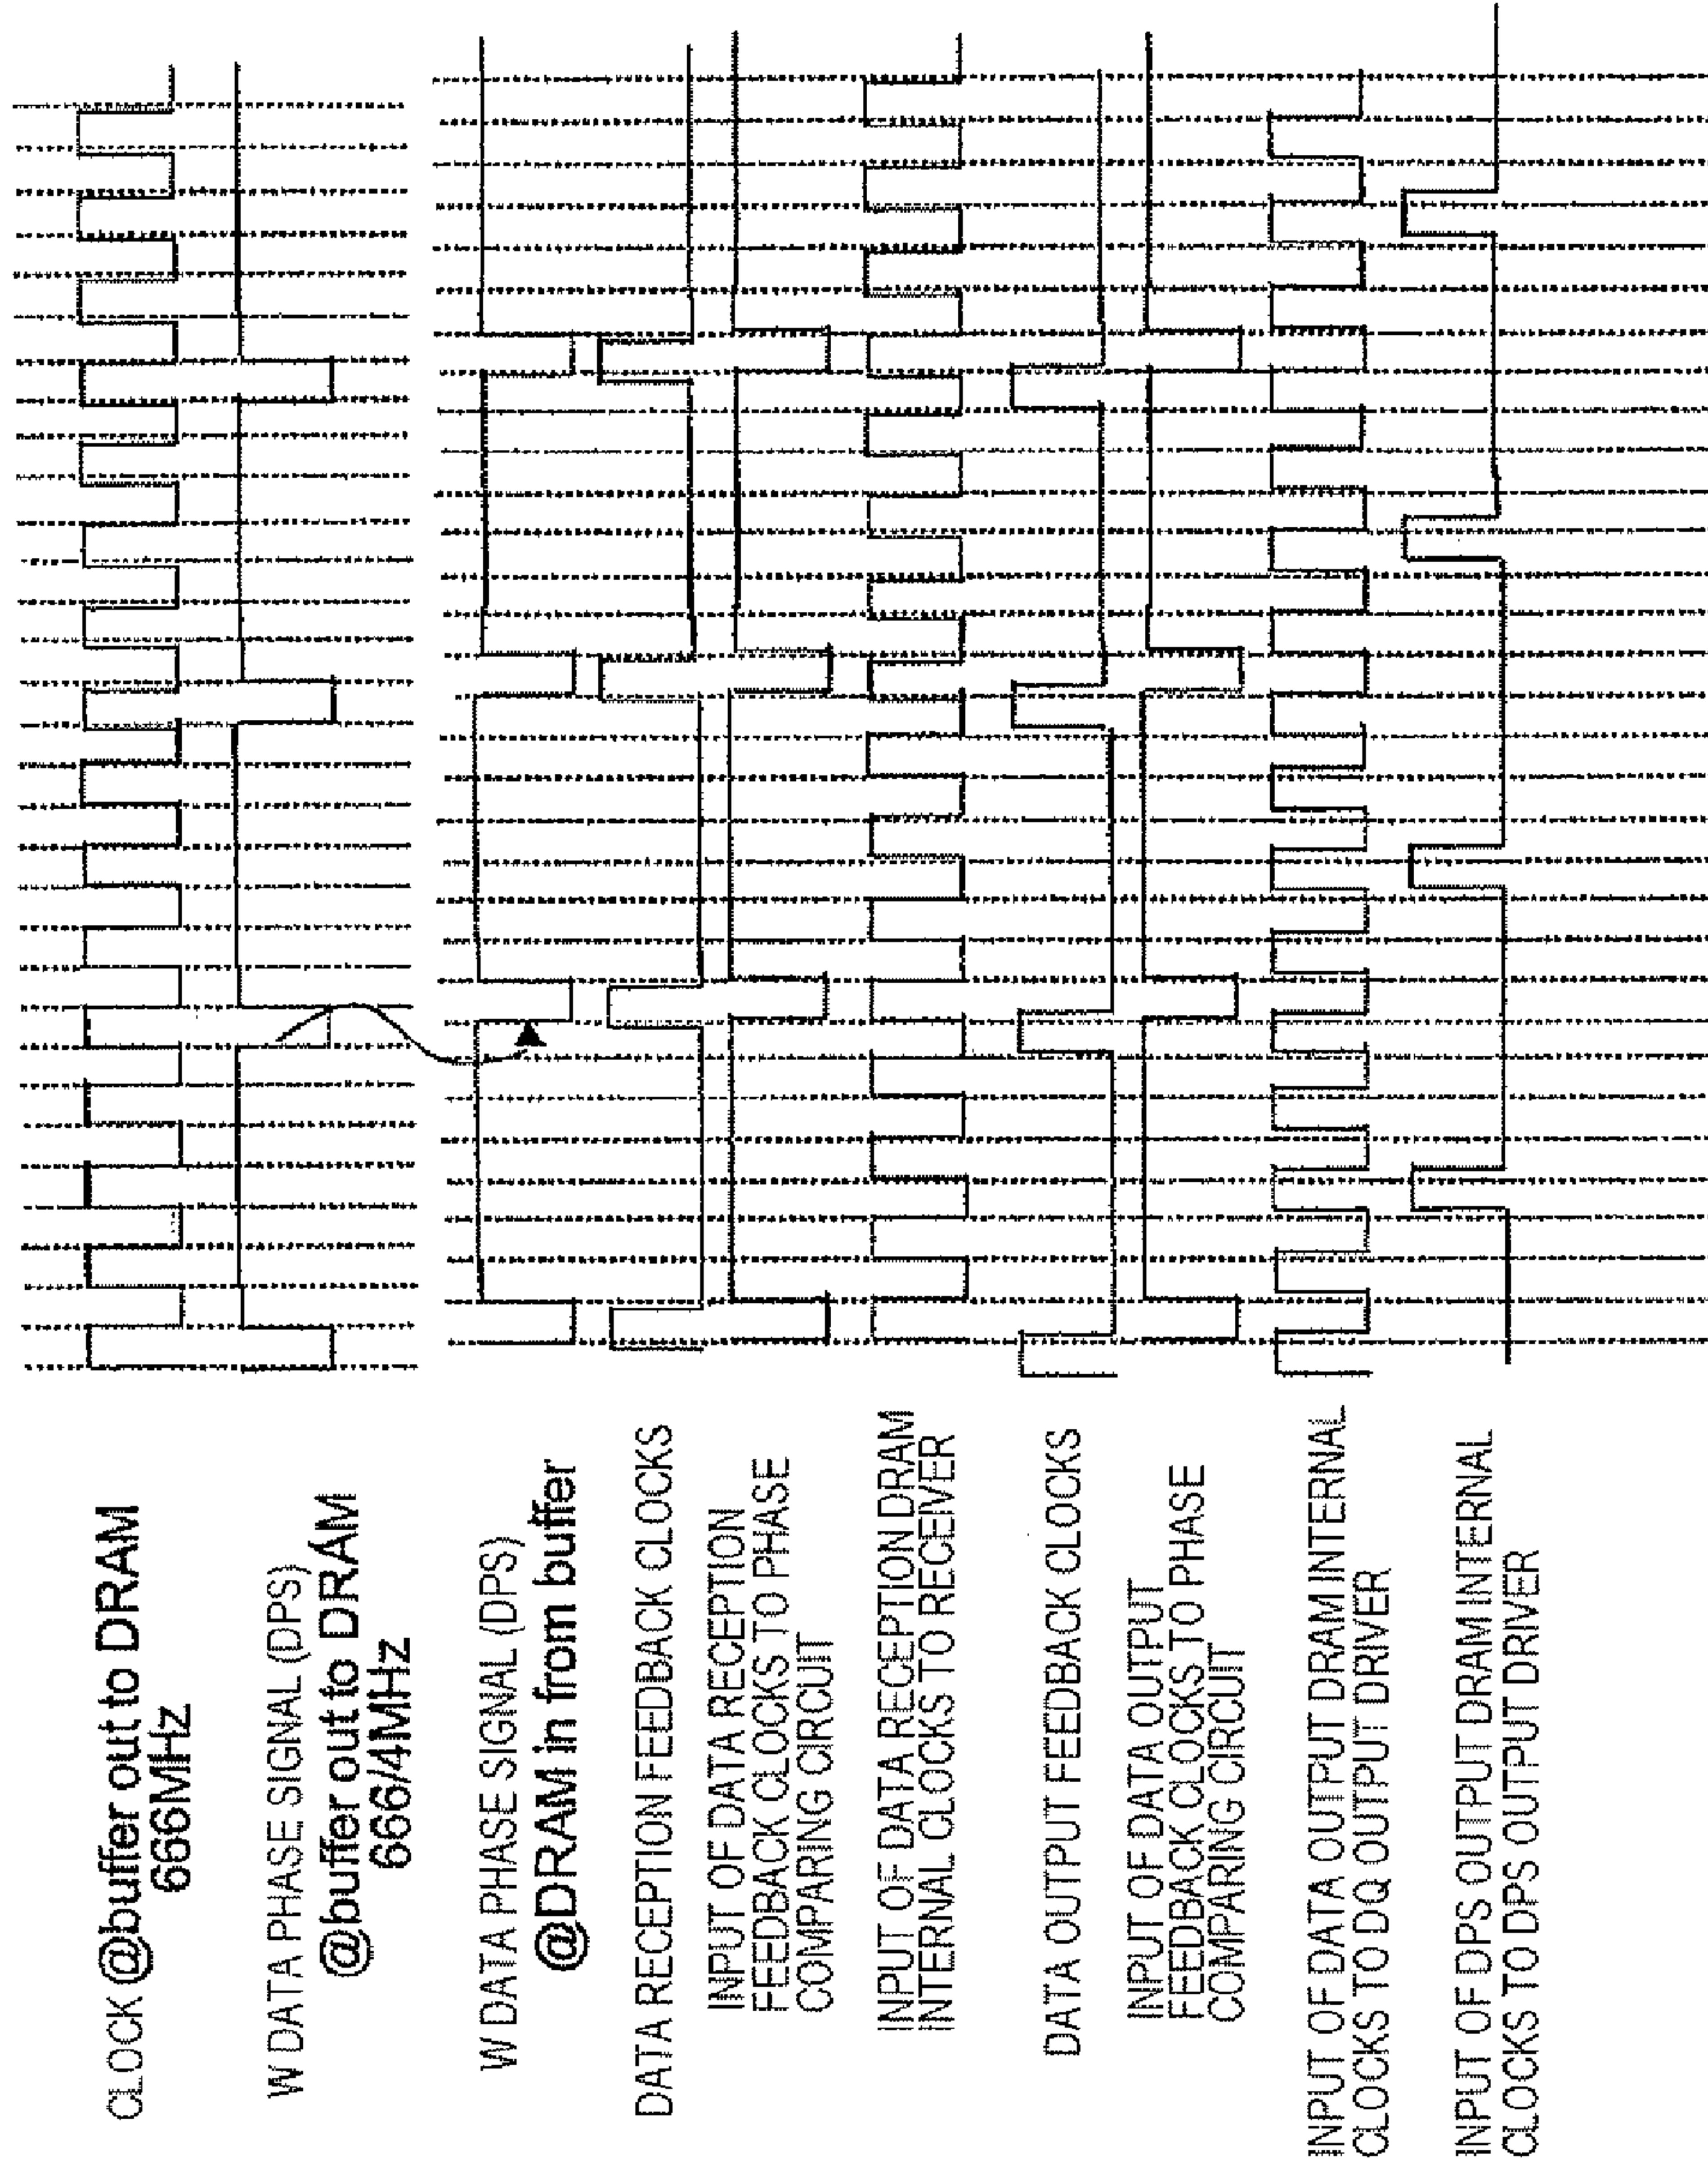 CLOCK @buffer out to DRAM
666MHz
W DATA PHASE SIGNAL (DPS)
@buffer out to DRAM
666/4MHz
W DATA PHASE SIGNAL (DPS)
@DRAM in from buffer
DATA RECEPTION FEEDBACK CLOCKS
INPUT OF DATA RECEPTION
FEEDBACK CLOCKS TO PHASE
COMPARING CIRCUIT
INPUT OF DATA RECEPTION DRAM
INTERNAL CLOCKS TO RECEIVER
DATA OUTPUT FEEDBACK CLOCKS
INPUT OF DATA OUTPUT
FEEDBACK CLOCKS TO PHASE
COMPARING CIRCUIT
INPUT OF DATA OUTPUT DRAM INTERNAL
CLOCKS TO DQ OUTPUT DRIVER
INPUT OF DPS OUTPUT DRAM INTERNAL
CLOCKS TO DPS OUTPUT DRIVER